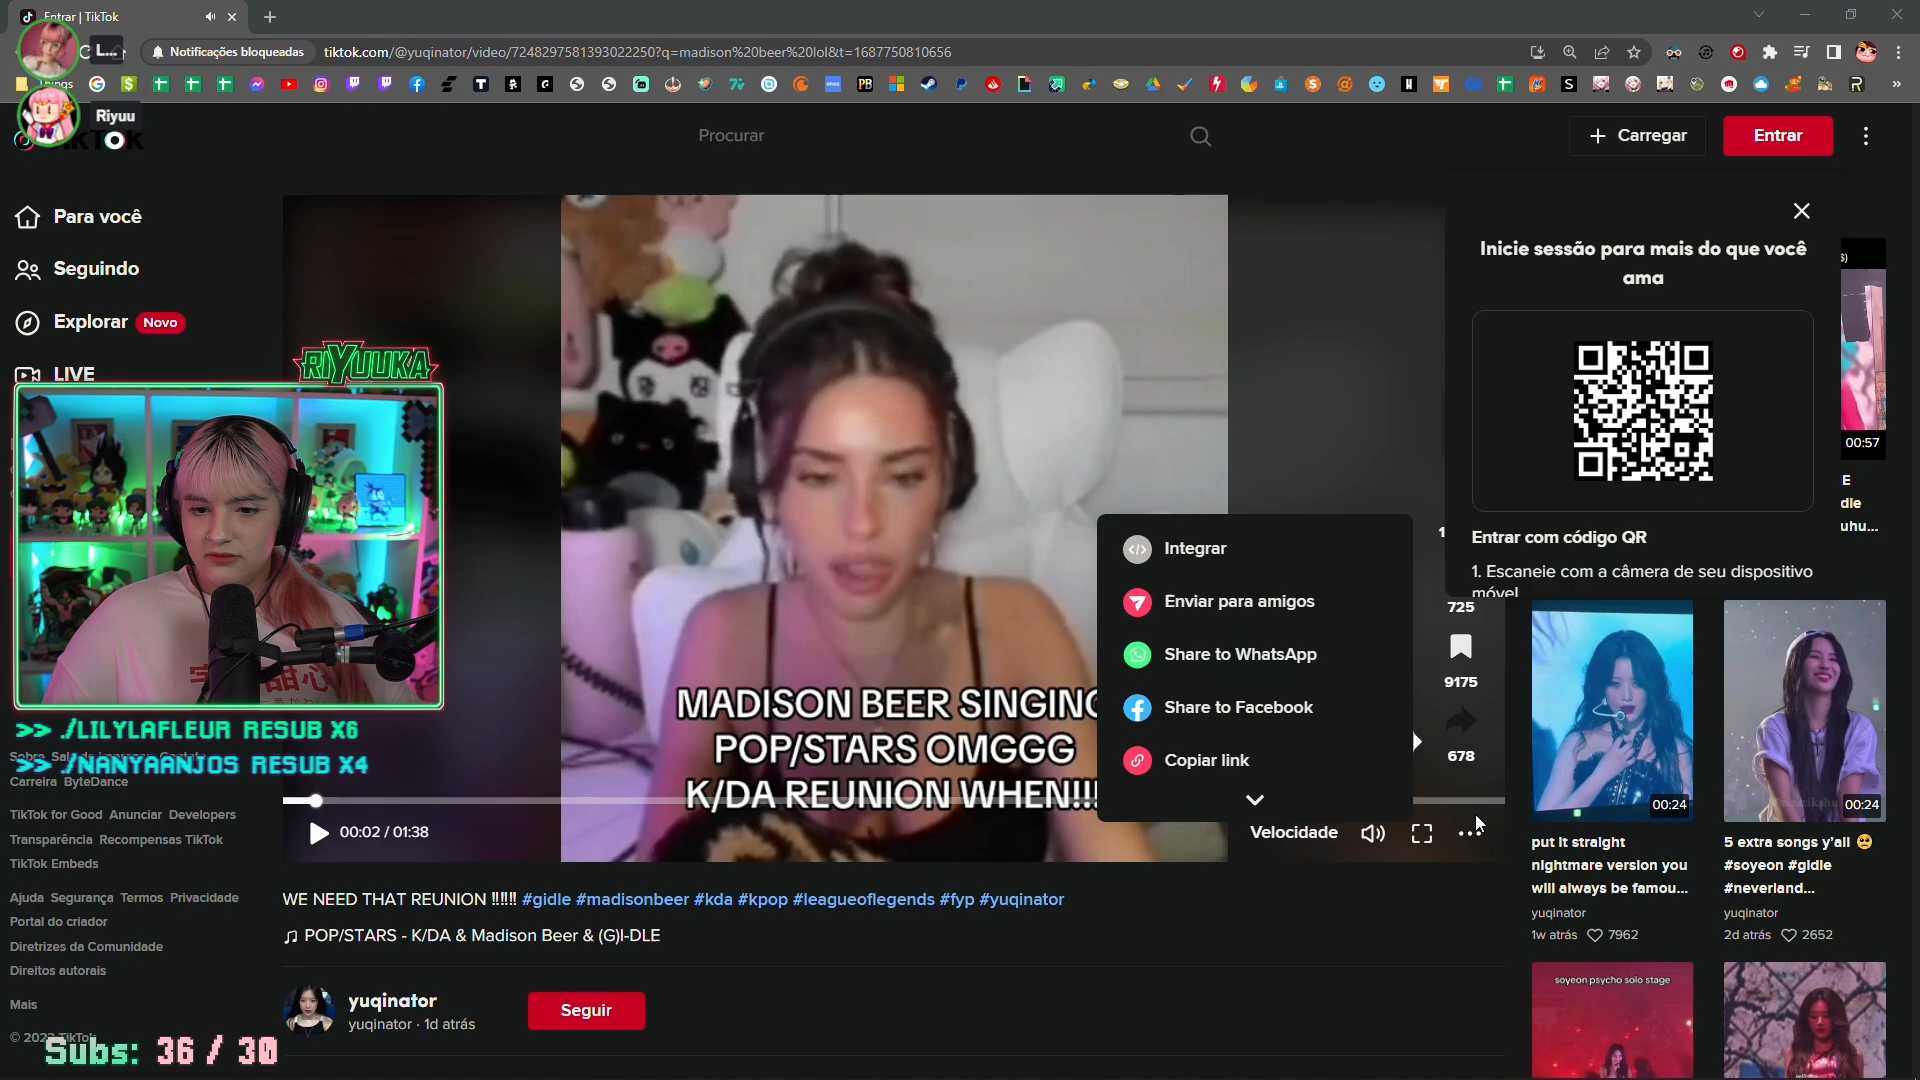 Entrar | TikTok
L...
Notificações bloqueadas
tiktok.com/@yuqinator/video/7248297581393022250?q=madison%20beer%20lol&t=1687750810656
Riyuu
Procurar
Carregar
Entrar
Para você
Seguindo
Explorar
Novo
LIVE
RIYUUKA
>> ./LILYLAFLEUR RESUB X6
>> ./NANYAANJOS RESUB X4
Carreira ByteDance
TikTok for Good Anunciar Developers
Transparência Recompensas TikTok
TikTok Embeds
Ajuda Segurança Termos Privacidade
Portal do criador
Diretrizes da Comunidade
Direitos autorais
Mais
Subs: 36 / 30
MADISON BEER SINGING
POP/STARS OMGGG
K/DA REUNION WHEN!!!
00:02 / 01:38
Velocidade
Integrar
Enviar para amigos
Share to WhatsApp
Share to Facebook
Copiar link
725
9175
678
WE NEED THAT REUNION !!!!!! #gidle #madisonbeer #kda #kpop #leagueoflegends #fyp #yuqinator
POP/STARS - K/DA & Madison Beer & (G)I-DLE
yuqinator
yuqinator · 1d atrás
Seguir
Inicie sessão para mais do que você
ama
Entrar com código QR
1. Escaneie com a câmera de seu dispositivo
móvel
00:57
E
dle
uhu...
00:24
put it straight
nightmare version you
will always be famou...
yuqinator
1w atrás 7962
00:24
5 extra songs y'all 🥺
#soyeon #gidle
#neverland...
yuqinator
2d atrás 2652
soyeon psycho solo stage